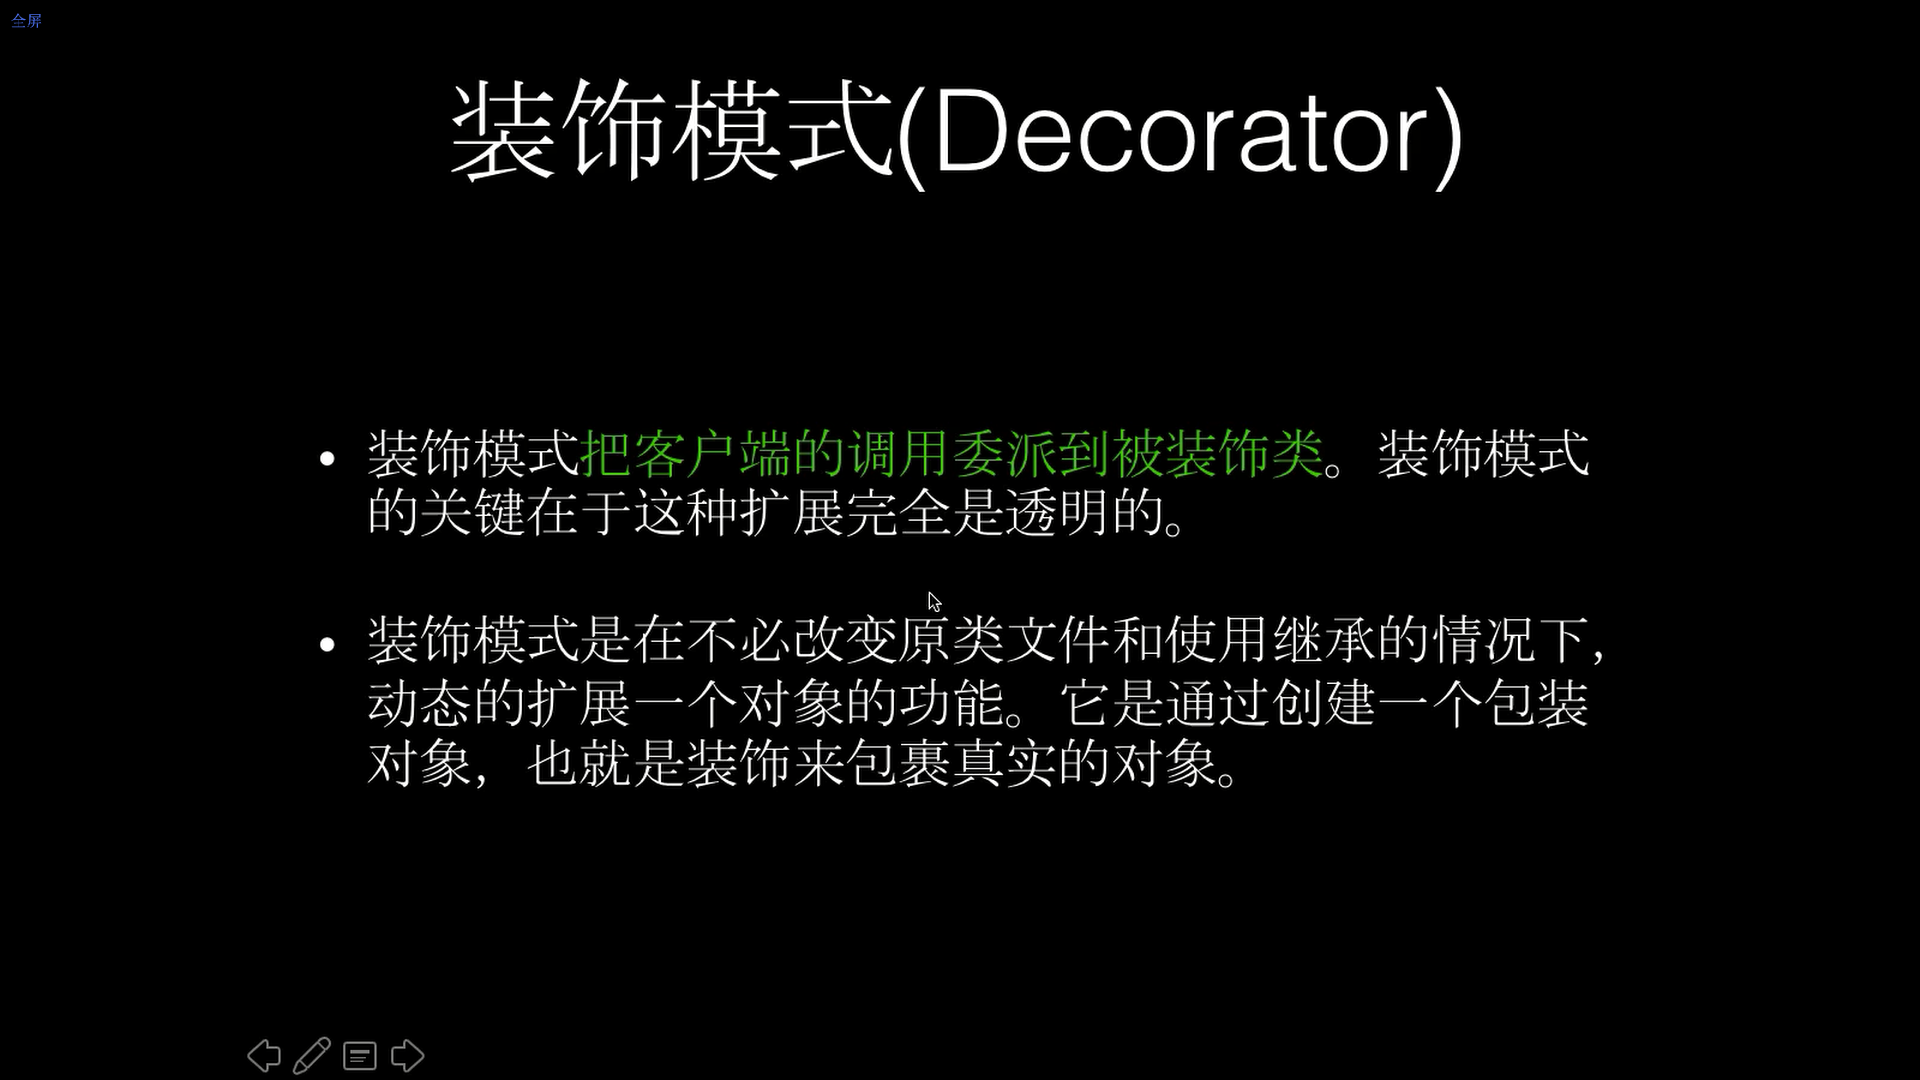 全屏
装饰模式(Decorator)
• 装饰模式把客户端的调用委派到被装饰类。装饰模式
的关键在于这种扩展完全是透明的。
• 装饰模式是在不必改变原类文件和使用继承的情况下，
动态的扩展一个对象的功能。它是通过创建一个包装
对象，也就是装饰来包裹真实的对象。